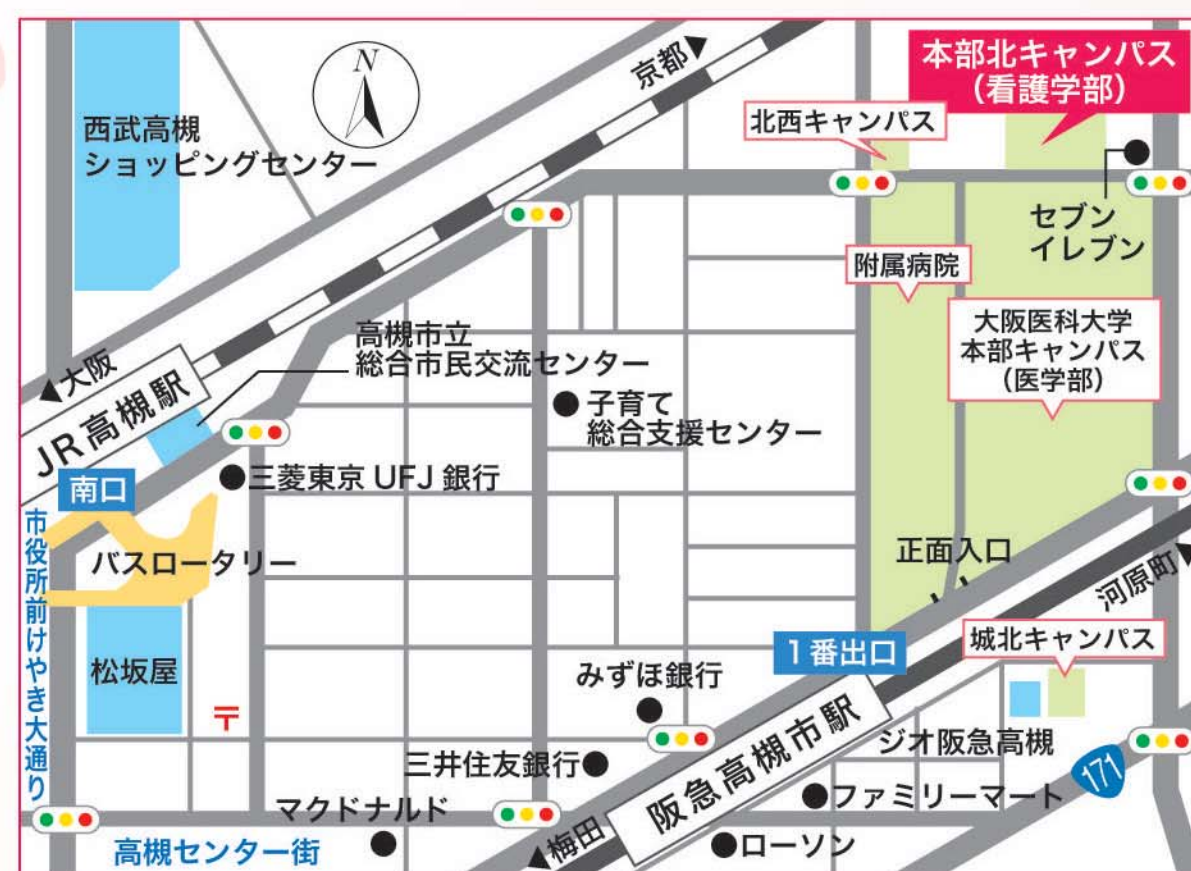 N
京都▶
本部北キャンパス
(看護学部)
北西キャンパス
西武高槻
ショッピングセンター
セブン
イレブン
附属病院
高槻市立
総合市民交流センター
大阪医科大学
本部キャンパス
(医学部)
◀大阪
JR高槻駅
子育て
総合支援センター
三菱東京UFJ銀行
南口
市役所前けやき大通り
バスロータリー
正面入口
河原町▶
1番出口
城北キャンパス
松坂屋
〒
みずほ銀行
三井住友銀行
阪急高槻市駅
ジオ阪急高槻
171
マクドナルド
ファミリーマート
高槻センター街
◀梅田
ローソン